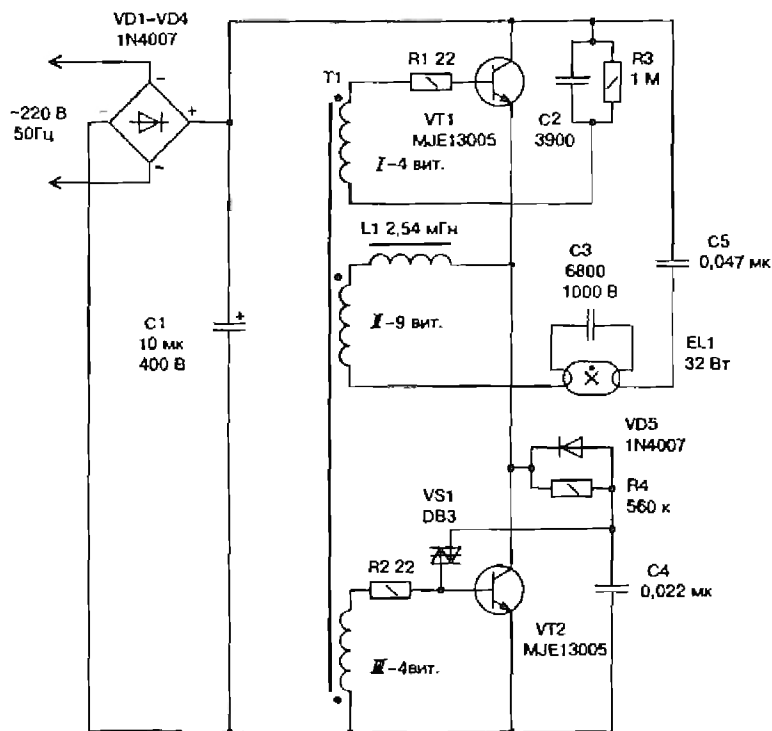 VD1-VD4
1N4007
~220 В
50Гц
+
C1
10 мк
400 В
+
T1
R1 22
VT1
MJE13005
I-4 вит.
C2
3900
R3
1 М
L1 2,54 мГн
II-9 вит.
C3
6800
1000 В
C5
0,047 мк
EL1
32 Вт
VD5
1N4007
R4
560 к
VS1
DB3
R2 22
VT2
MJE13005
C4
0,022 мк
III-4вит.